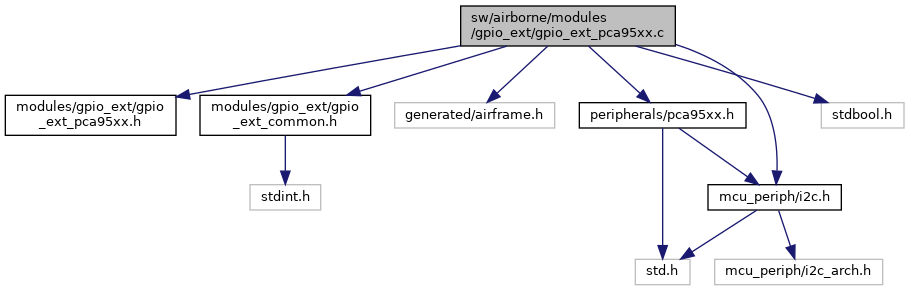 sw/airborne/modules
/gpio_ext/gpio_ext_pca95xx.c
modules/gpio_ext/gpio
_ext_pca95xx.h
modules/gpio_ext/gpio
_ext_common.h
generated/airframe.h
peripherals/pca95xx.h
stdbool.h
stdint.h
mcu_periph/i2c.h
std.h
mcu_periph/i2c_arch.h